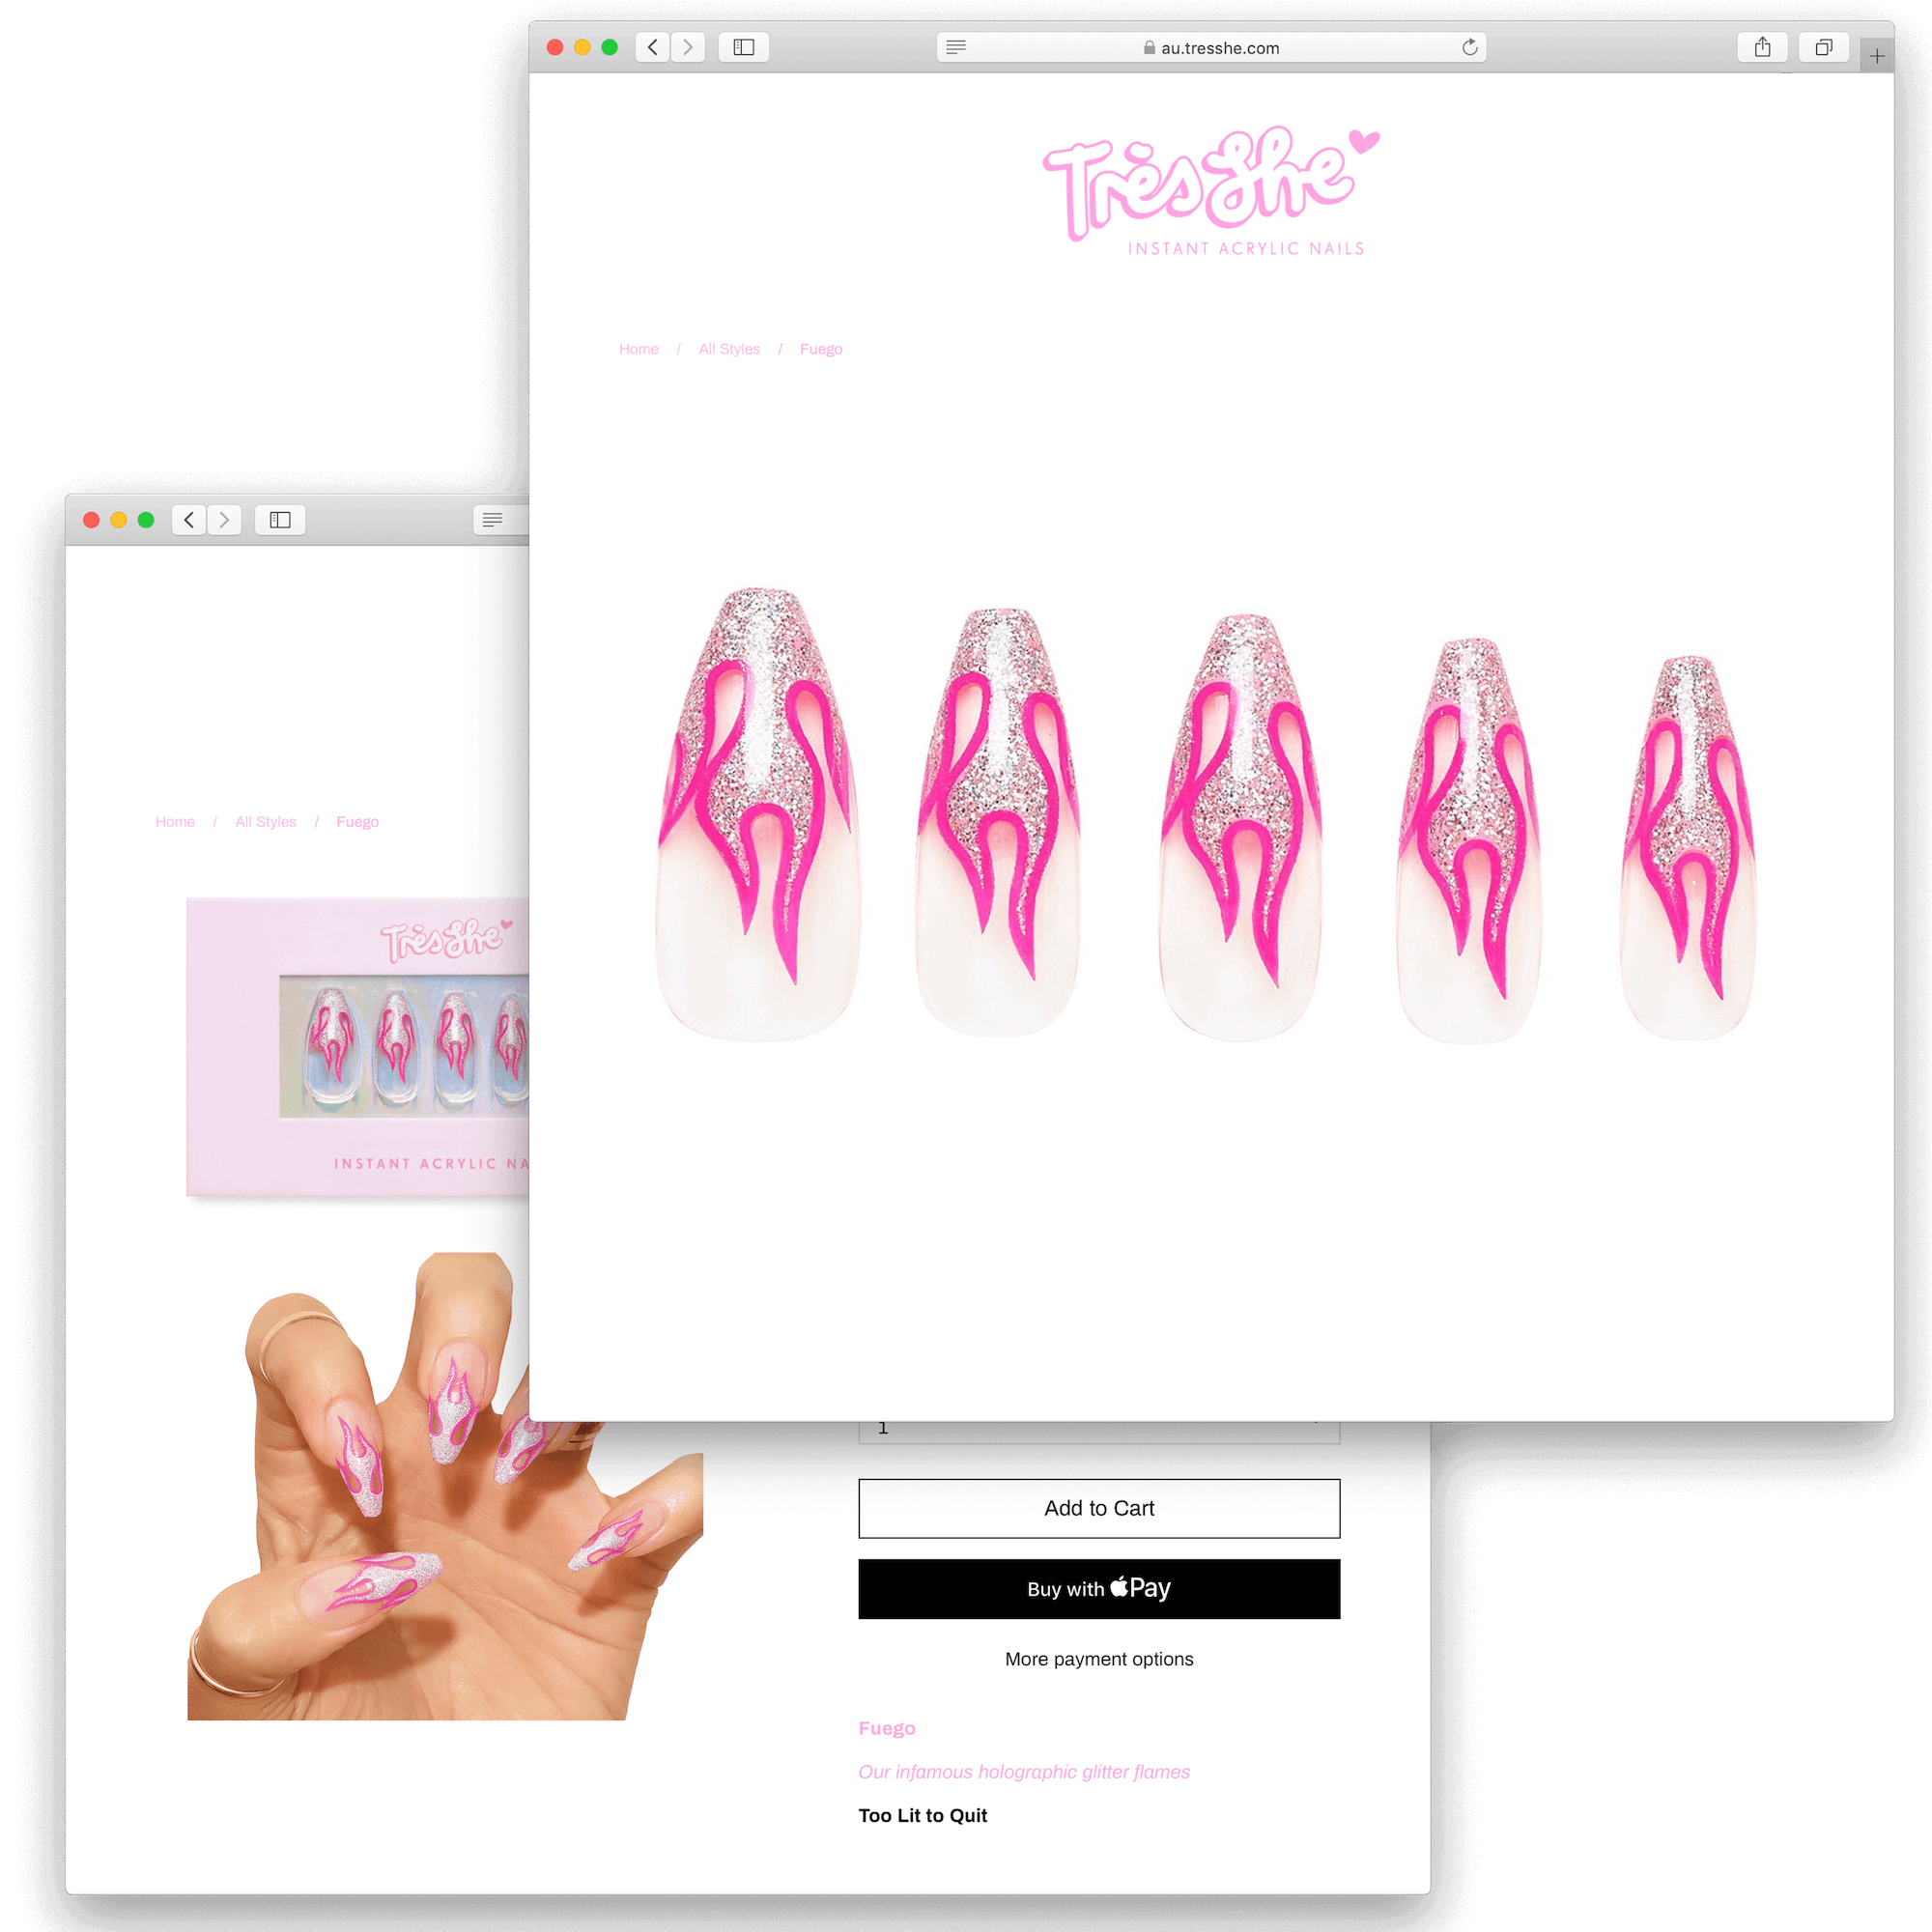 au.tresshe.com
TrèsShe
INSTANT ACRYLIC NAILS
Home / All Styles / Fuego
Home / All Styles / Fuego
TrèsShe
INSTANT ACRYLIC NA
1
Add to Cart
Buy with Pay
More payment options
Fuego
Our infamous holographic glitter flames
Too Lit to Quit